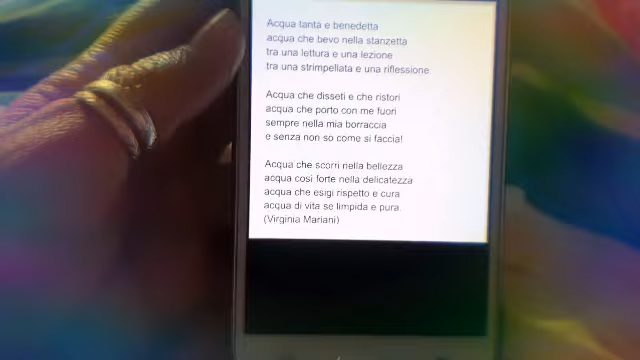 Acqua tanta e benedetta
acqua che bevo nella stanzetta
tra una lettura e una lezione
tra una strimpellata e una riflessione.
Acqua che disseti e che ristori
acqua che porto con me fuori
sempre nella mia borraccia
e senza non so come si faccia!
Acqua che scorri nella bellezza
acqua così forte nella delicatezza
acqua che esigi rispetto e cura
acqua di vita se limpida e pura.
(Virginia Mariani)